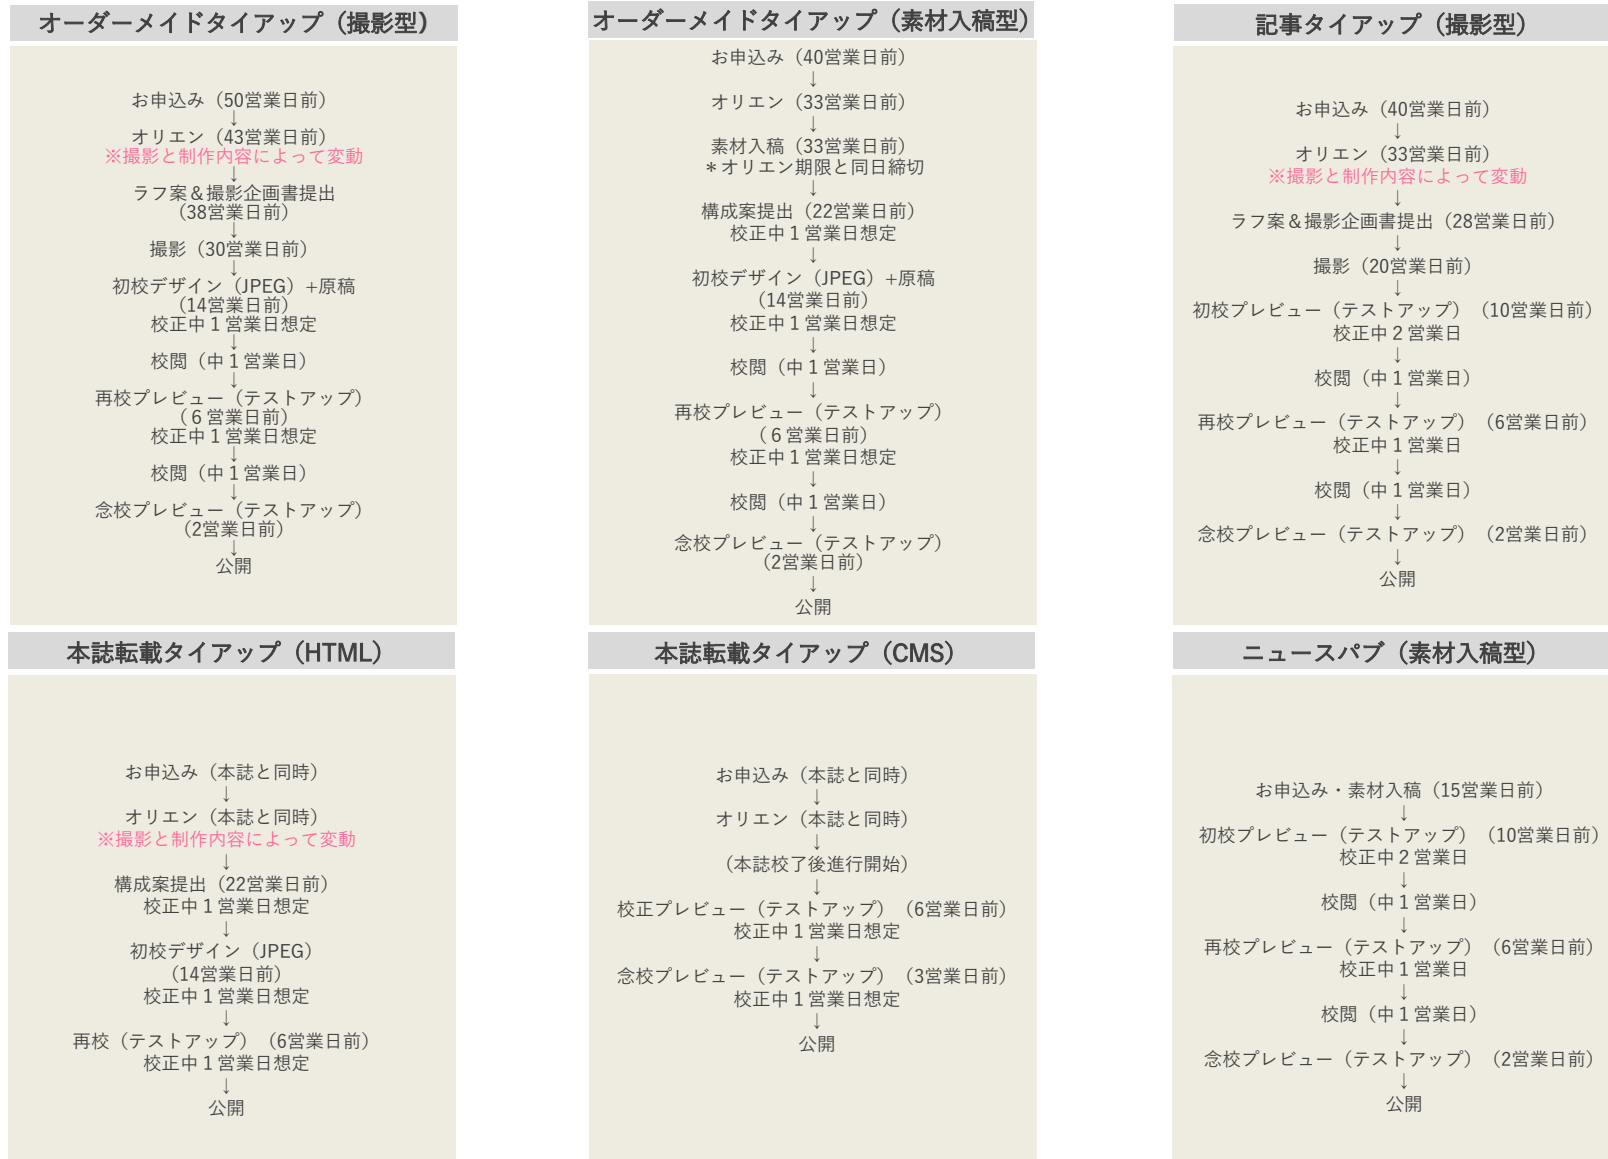 オーダーメイドタイアップ（撮影型）
お申込み（50営業日前）
↓
オリエン（43営業日前）
※撮影と制作内容によって変動
↓
ラフ案＆撮影企画書提出
（38営業日前）
↓
撮影（30営業日前）
↓
初校デザイン（JPEG）+原稿
（14営業日前）
校正中１営業日想定
↓
校閲（中１営業日）
↓
再校プレビュー（テストアップ）
（６営業日前）
校正中１営業日想定
↓
校閲（中１営業日）
↓
念校プレビュー（テストアップ）
（2営業日前）
↓
公開
オーダーメイドタイアップ（素材入稿型）
お申込み（40営業日前）
↓
オリエン（33営業日前）
↓
素材入稿（33営業日前）
＊オリエン期限と同日締切
↓
構成案提出（22営業日前）
校正中１営業日想定
↓
初校デザイン（JPEG）+原稿
（14営業日前）
校正中１営業日想定
↓
校閲（中１営業日）
↓
再校プレビュー（テストアップ）
（６営業日前）
校正中１営業日想定
↓
校閲（中１営業日）
↓
念校プレビュー（テストアップ）
（2営業日前）
↓
公開
記事タイアップ（撮影型）
お申込み（40営業日前）
↓
オリエン（33営業日前）
※撮影と制作内容によって変動
↓
ラフ案＆撮影企画書提出（28営業日前）
↓
撮影（20営業日前）
↓
初校プレビュー（テストアップ）（10営業日前）
校正中２営業日
↓
校閲（中１営業日）
↓
再校プレビュー（テストアップ）（6営業日前）
校正中１営業日
↓
校閲（中１営業日）
↓
念校プレビュー（テストアップ）（2営業日前）
↓
公開
本誌転載タイアップ（HTML）
お申込み（本誌と同時）
↓
オリエン（本誌と同時）
※撮影と制作内容によって変動
↓
構成案提出（22営業日前）
校正中１営業日想定
↓
初校デザイン（JPEG）
（14営業日前）
校正中１営業日想定
↓
再校（テストアップ）（6営業日前）
校正中１営業日想定
↓
公開
本誌転載タイアップ（CMS）
お申込み（本誌と同時）
↓
オリエン（本誌と同時）
↓
（本誌校了後進行開始）
↓
校正プレビュー（テストアップ）（6営業日前）
校正中１営業日想定
↓
念校プレビュー（テストアップ）（3営業日前）
校正中１営業日想定
↓
公開
ニュースパブ（素材入稿型）
お申込み・素材入稿（15営業日前）
↓
初校プレビュー（テストアップ）（10営業日前）
校正中２営業日
↓
校閲（中１営業日）
↓
再校プレビュー（テストアップ）（6営業日前）
校正中１営業日
↓
校閲（中１営業日）
↓
念校プレビュー（テストアップ）（2営業日前）
↓
公開